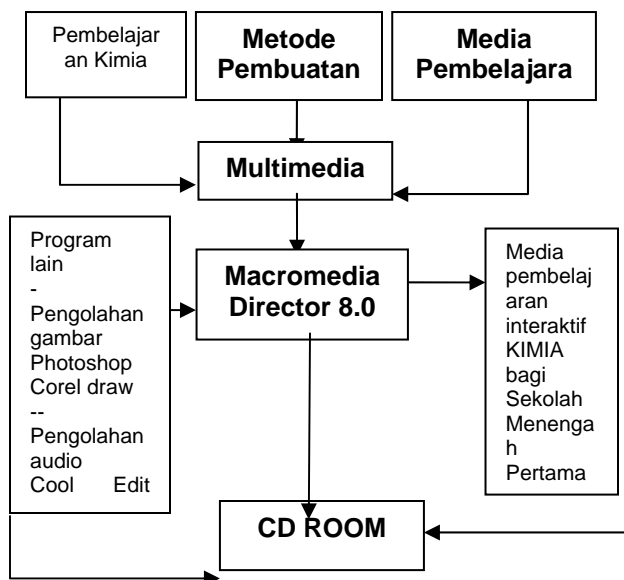 Pembelajar
an Kimia
Metode
Pembuatan
Media
Pembelajara
Multimedia
Program
lain
-
Pengolahan
gambar
Photoshop
Corel draw
--
Pengolahan
audio
Cool Edit
Macromedia
Director 8.0
Media
pembelaj
aran
interaktif
KIMIA
bagi
Sekolah
Menenga
h
Pertama
CD ROOM